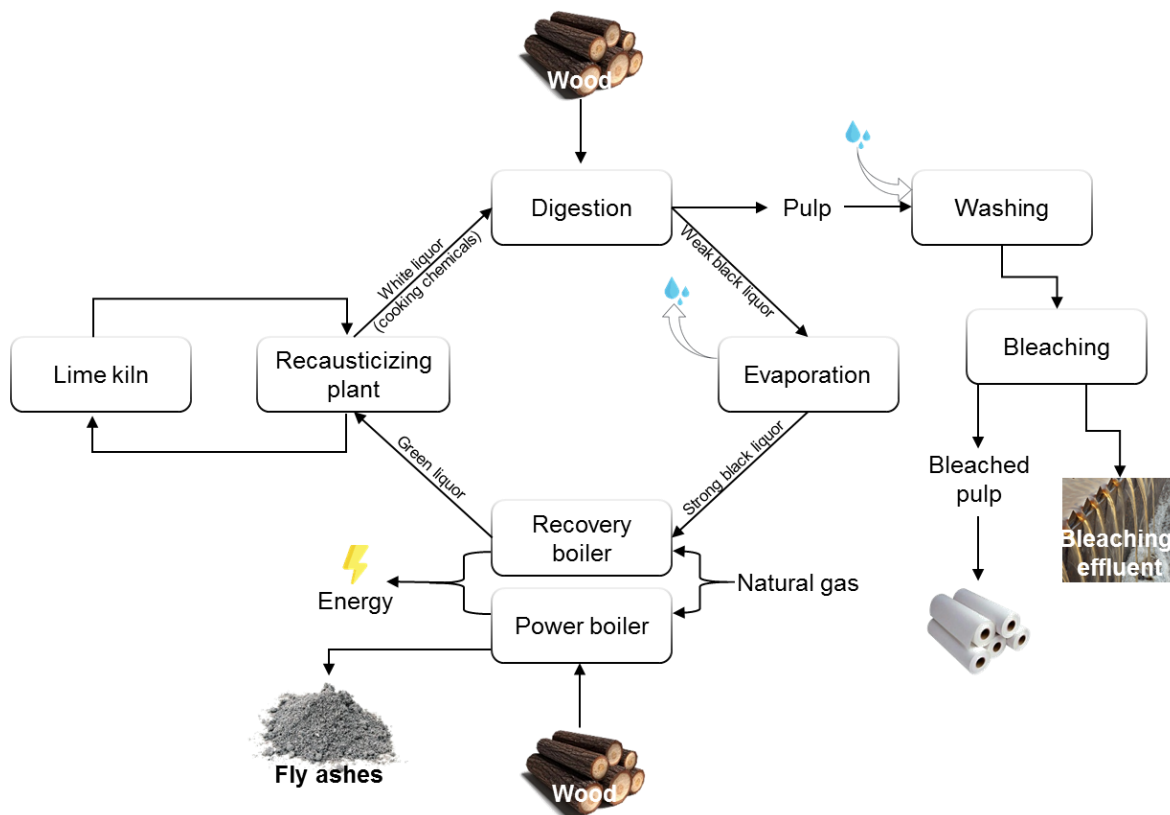 Wood
Digestion
Pulp
Washing
White liquor
(cooking chemicals)
Weak black liquor
Lime kiln
Recausticizing
plant
Evaporation
Bleaching
Green liquor
Strong black liquor
Bleached
pulp
Bleaching
effluent
Recovery
boiler
Energy
Natural gas
Power boiler
Fly ashes
Wood